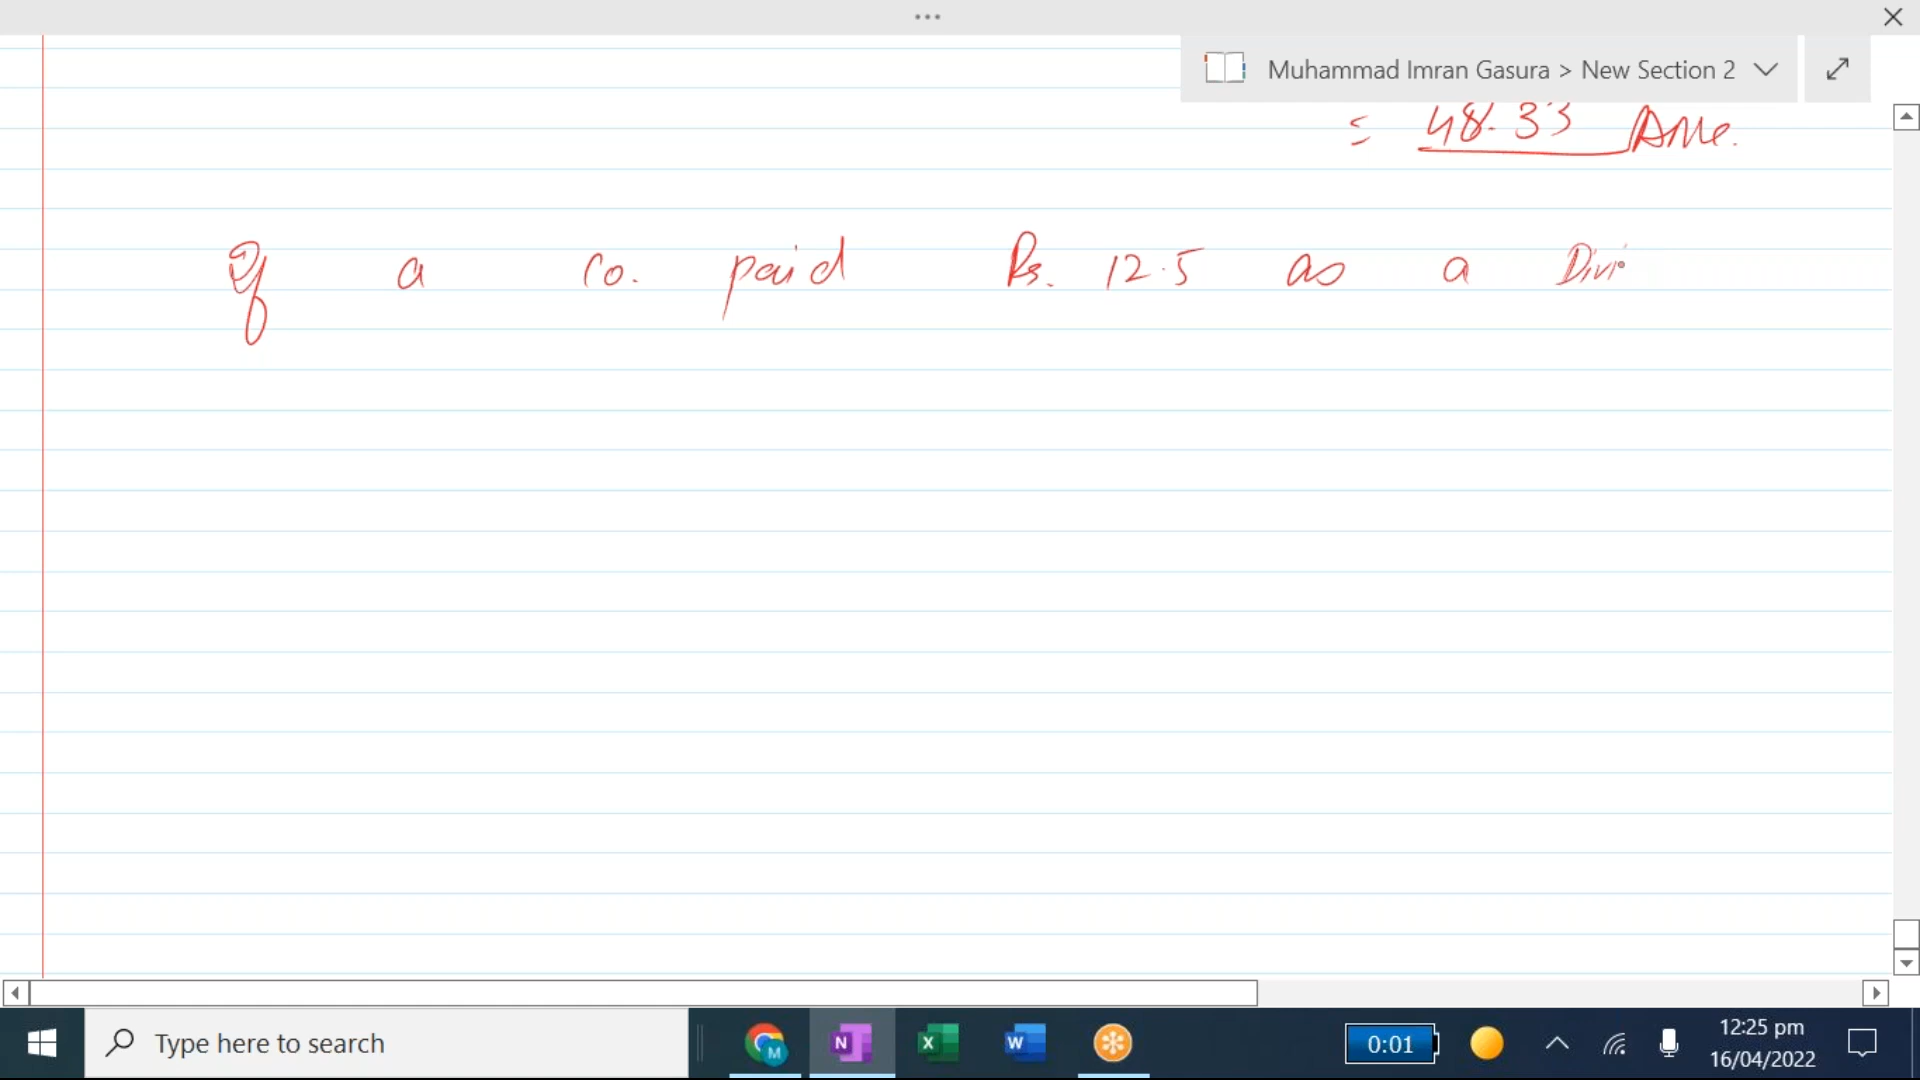 Muhammad Imran Gasura > New Section 2
= 48.33 Ans.
If a co. paid Rs. 12.5 as a Divi
Type here to search
0:01
12:25 pm
16/04/2022